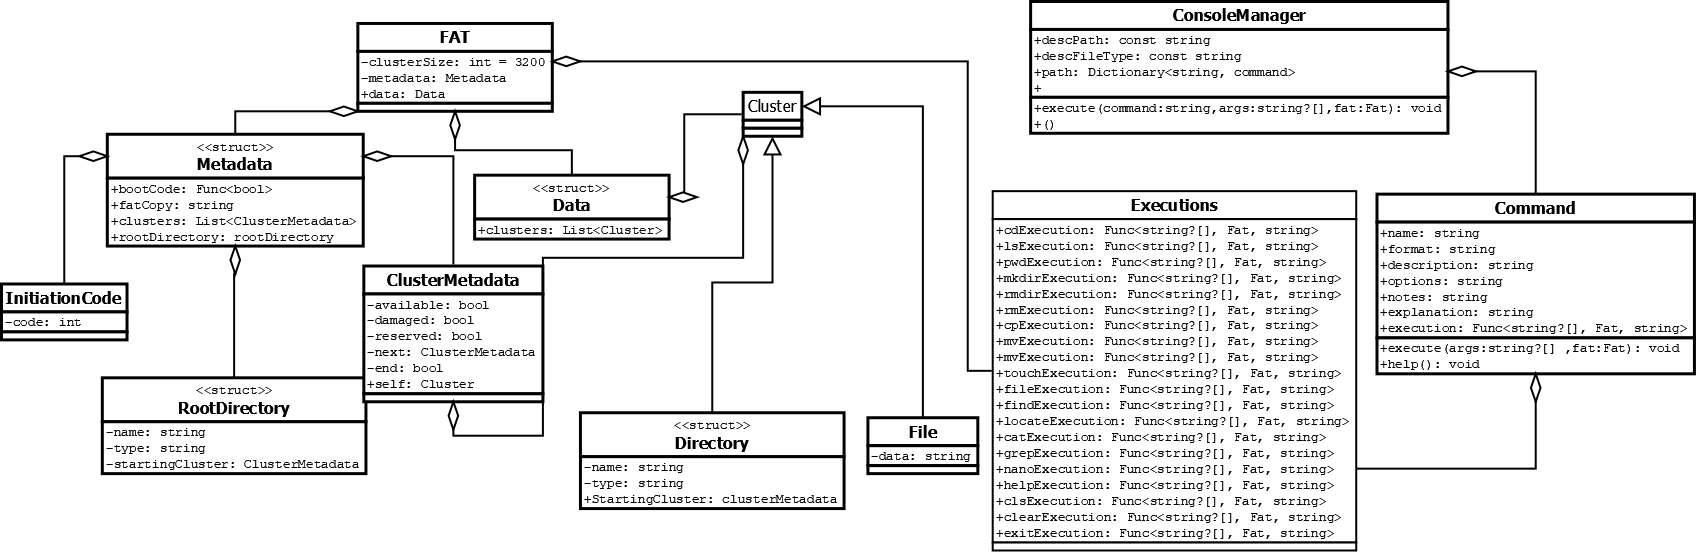 FAT
-clusterSize: int = 3200
-metadata: Metadata
+data: Data
ConsoleManager
+descPath: const string
+descFileType: const string
+path: Dictionary<string, command>
+
+execute(command:string,args:string?[],fat:Fat): void
+()
Cluster
<<struct>>
Metadata
+bootCode: Func<bool>
+fatCopy: string
+clusters: List<ClusterMetadata>
+rootDirectory: rootDirectory
<<struct>>
Data
+clusters: List<Cluster>
InitiationCode
-code: int
ClusterMetadata
-available: bool
-damaged: bool
-reserved: bool
-next: ClusterMetadata
-end: bool
+self: Cluster
<<struct>>
RootDirectory
-name: string
-type: string
-startingCluster: ClusterMetadata
<<struct>>
Directory
-name: string
-type: string
+StartingCluster: clusterMetadata
File
-data: string
Executions
+cdExecution: Func<string?[], Fat, string>
+lsExecution: Func<string?[], Fat, string>
+pwdExecution: Func<string?[], Fat, string>
+mkdirExecution: Func<string?[], Fat, string>
+rmdirExecution: Func<string?[], Fat, string>
+rmExecution: Func<string?[], Fat, string>
+cpExecution: Func<string?[], Fat, string>
+mvExecution: Func<string?[], Fat, string>
+mvExecution: Func<string?[], Fat, string>
+touchExecution: Func<string?[], Fat, string>
+fileExecution: Func<string?[], Fat, string>
+findExecution: Func<string?[], Fat, string>
+locateExecution: Func<string?[], Fat, string>
+catExecution: Func<string?[], Fat, string>
+grepExecution: Func<string?[], Fat, string>
+nanoExecution: Func<string?[], Fat, string>
+helpExecution: Func<string?[], Fat, string>
+clsExecution: Func<string?[], Fat, string>
+clearExecution: Func<string?[], Fat, string>
+exitExecution: Func<string?[], Fat, string>
Command
+name: string
+format: string
+description: string
+options: string
+notes: string
+explanation: string
+execution: Func<string?[], Fat, string>
+execute(args:string?[] ,fat:Fat): void
+help(): void